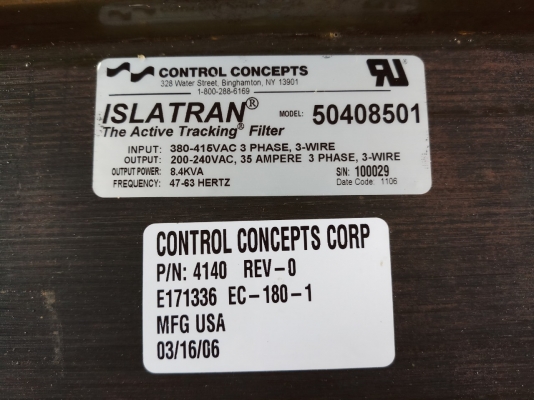 CONTROL CONCEPTS
328 Water Street, Binghamton, NY 13901
1-800-288-6169
ISLATRAN® MODEL: 50408501
The Active Tracking® Filter
INPUT: 380-415VAC 3 PHASE, 3-WIRE
OUTPUT: 200-240VAC, 35 AMPERE 3 PHASE, 3-WIRE
OUTPUT POWER: 8.4KVA S/N: 100029
FREQUENCY: 47-63 HERTZ Date Code: 1106
CONTROL CONCEPTS CORP
P/N: 4140 REV-0
E171336 EC-180-1
MFG USA
03/16/06